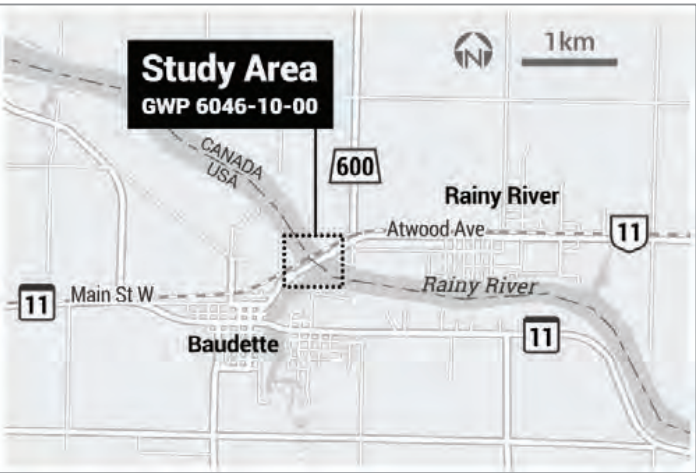 Study Area
GWP 6046-10-00
N
1km
CANADA
USA
600
Rainy River
Atwood Ave
11
Rainy River
11
Main St W
Baudette
11